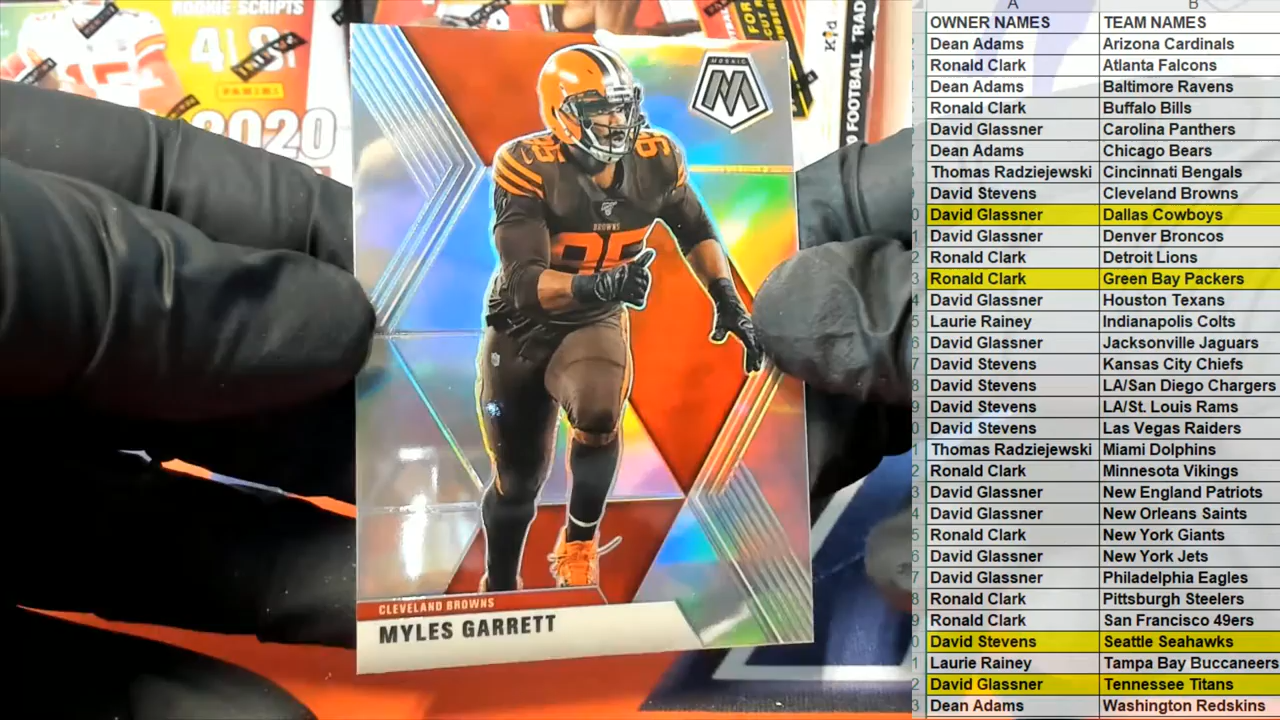 ROOKIE SCRIPTS
PANINI
2020
FOOTBALL TRAD
MOSAIC
M
95
95
BROWNS
95
CLEVELAND BROWNS
MYLES GARRETT
A B
OWNER NAMES TEAM NAMES
Dean Adams Arizona Cardinals
Ronald Clark Atlanta Falcons
Dean Adams Baltimore Ravens
Ronald Clark Buffalo Bills
David Glassner Carolina Panthers
Dean Adams Chicago Bears
Thomas Radziejewski Cincinnati Bengals
David Stevens Cleveland Browns
David Glassner Dallas Cowboys
David Glassner Denver Broncos
Ronald Clark Detroit Lions
Ronald Clark Green Bay Packers
David Glassner Houston Texans
Laurie Rainey Indianapolis Colts
David Glassner Jacksonville Jaguars
David Stevens Kansas City Chiefs
David Stevens LA/San Diego Chargers
David Stevens LA/St. Louis Rams
David Stevens Las Vegas Raiders
Thomas Radziejewski Miami Dolphins
Ronald Clark Minnesota Vikings
David Glassner New England Patriots
David Glassner New Orleans Saints
Ronald Clark New York Giants
David Glassner New York Jets
David Glassner Philadelphia Eagles
Ronald Clark Pittsburgh Steelers
Ronald Clark San Francisco 49ers
David Stevens Seattle Seahawks
Laurie Rainey Tampa Bay Buccaneers
David Glassner Tennessee Titans
Dean Adams Washington Redskins